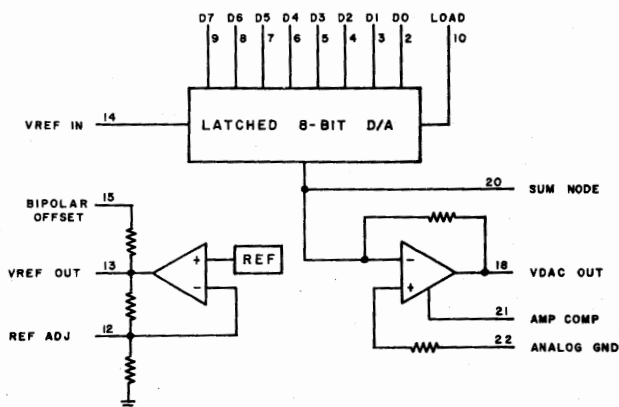 D7 D6 D5 D4 D3 D2 D1 D0 LOAD
9 8 7 6 5 4 3 2 10
VREF IN 14 LATCHED 8-BIT D/A
20 SUM NODE
15 BIPOLAR
OFFSET
+ REF -
VREF OUT 13 - 18 VDAC OUT
- +
REF ADJ 12 21 AMP COMP
22 ANALOG GND